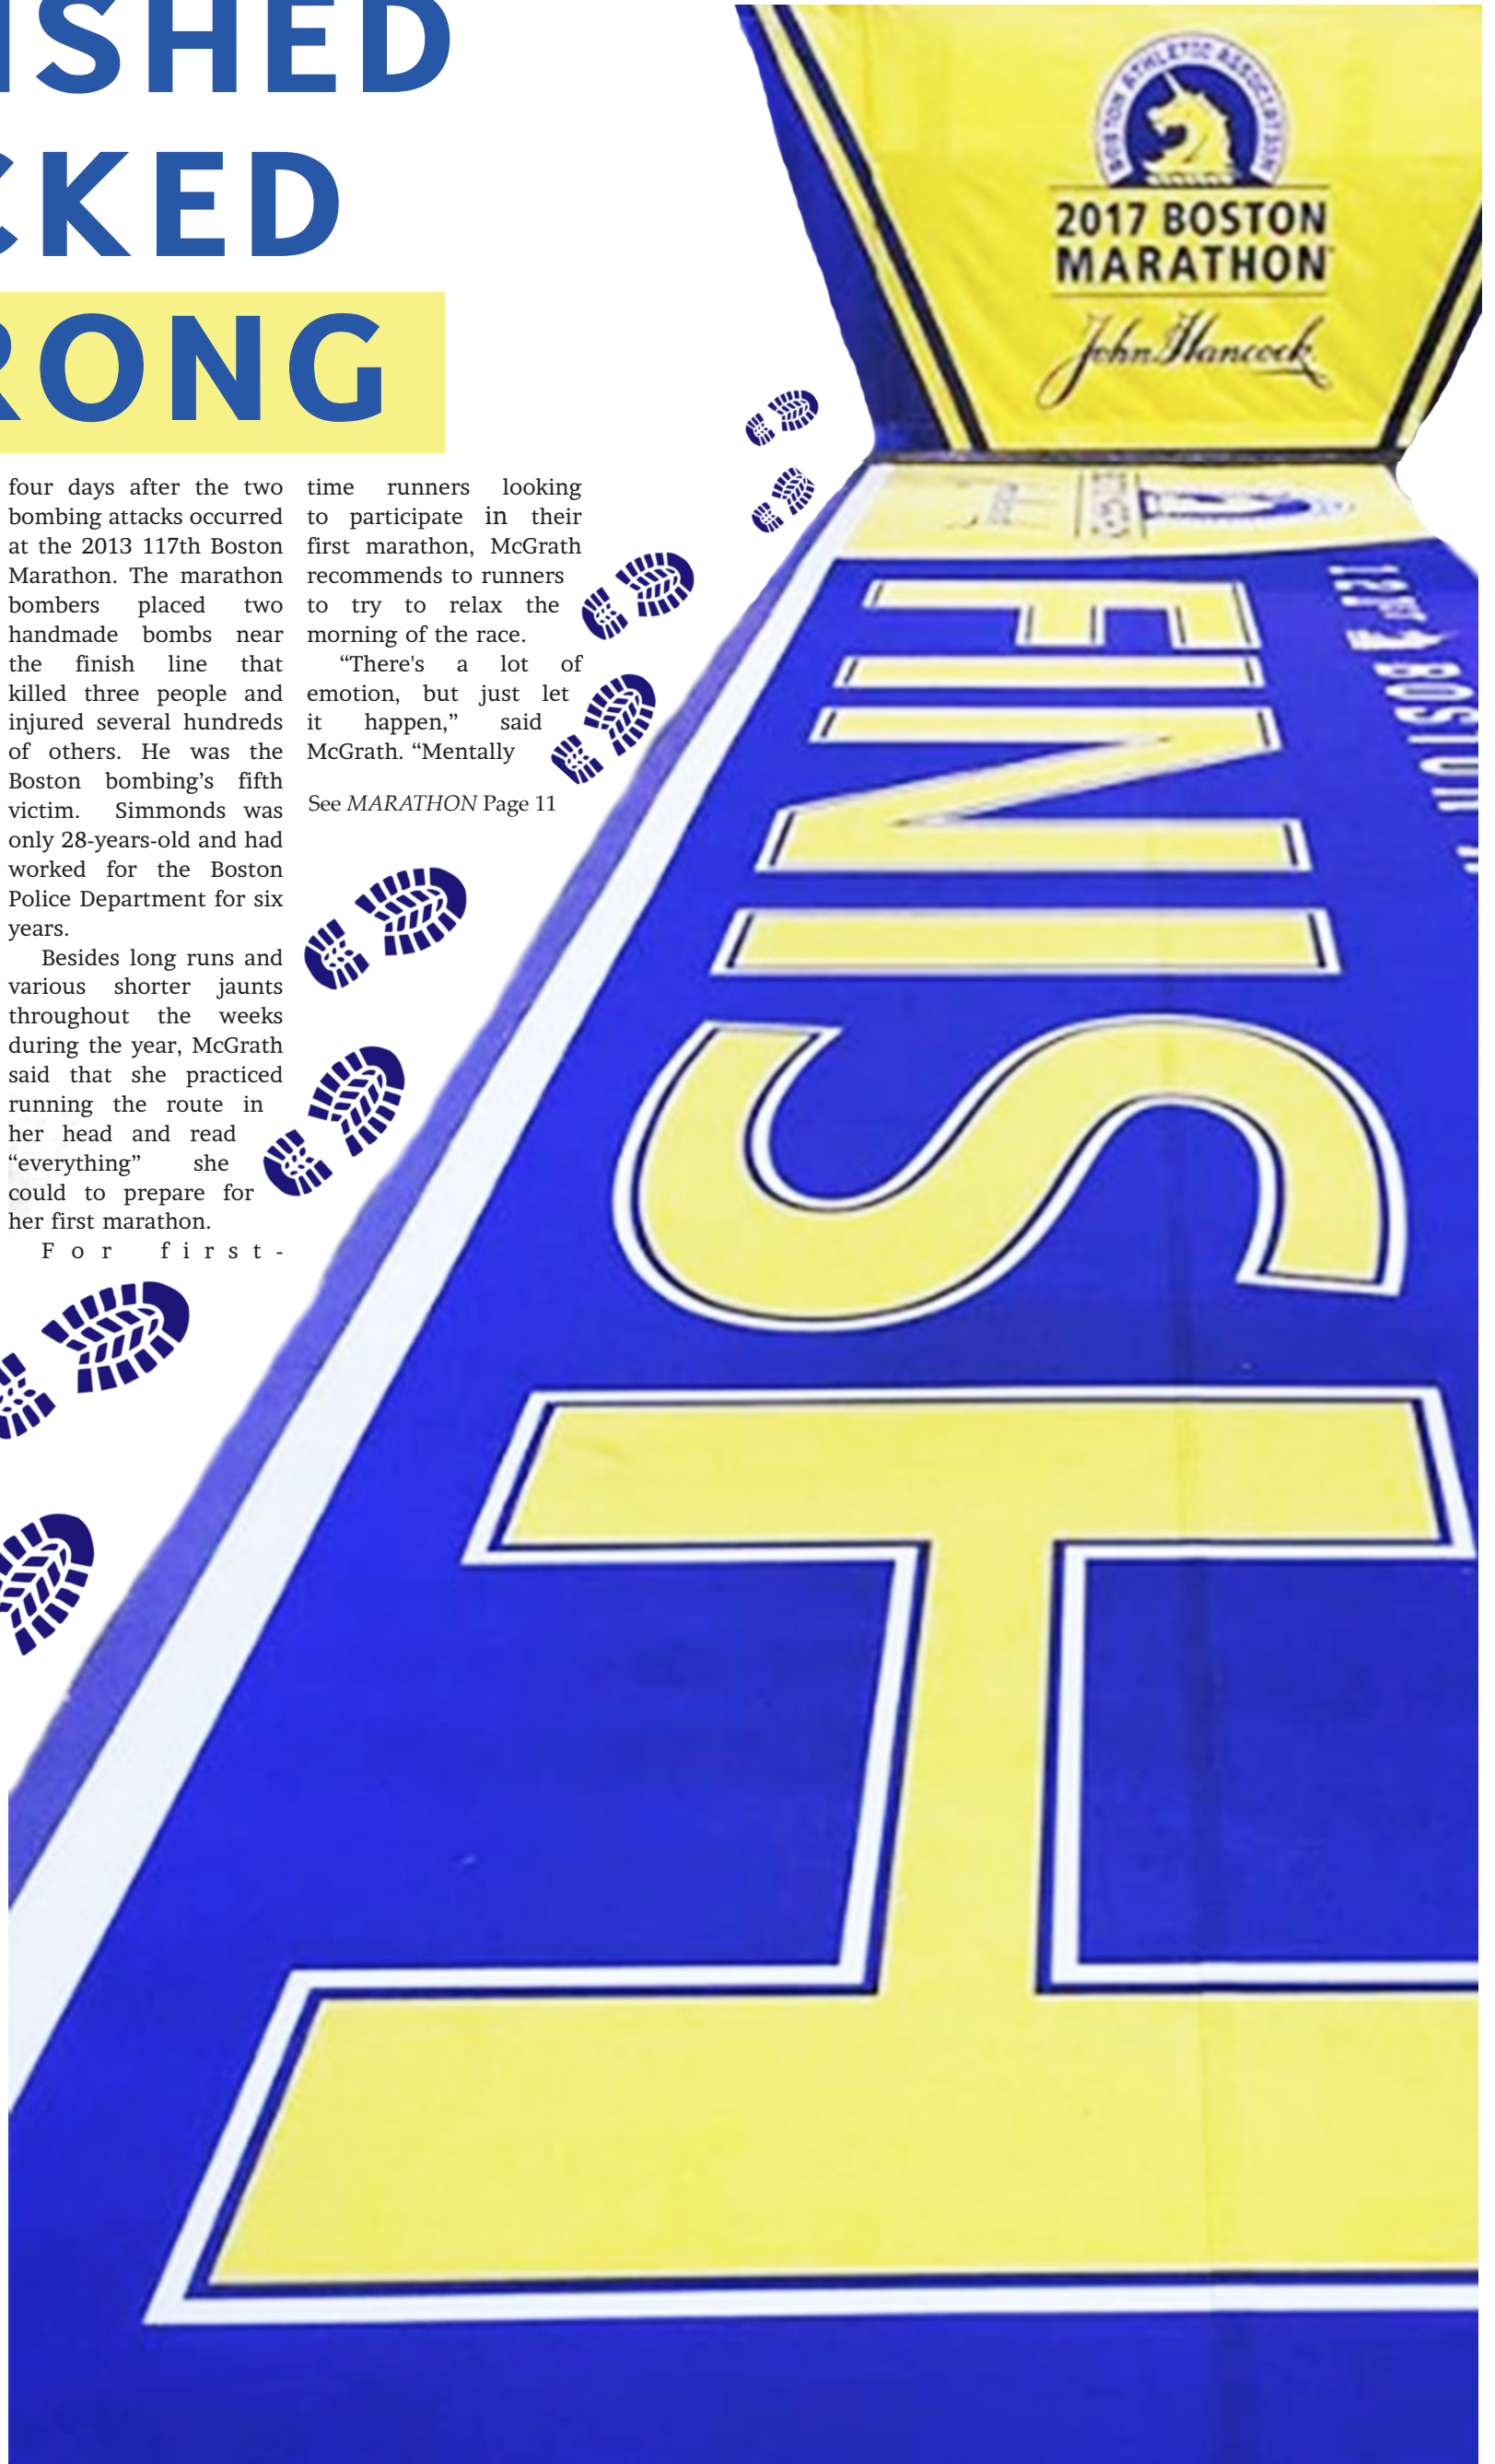 ISHED
CKED
RONG
four days after the two
bombing attacks occurred
at the 2013 117th Boston
Marathon. The marathon
bombers placed two
handmade bombs near
the finish line that
killed three people and
injured several hundreds
of others. He was the
Boston bombing’s fifth
victim. Simmonds was
only 28-years-old and had
worked for the Boston
Police Department for six
years.
Besides long runs and
various shorter jaunts
throughout the weeks
during the year, McGrath
said that she practiced
running the route in
her head and read
“everything” she
could to prepare for
her first marathon.
For first-
time runners looking
to participate in their
first marathon, McGrath
recommends to runners
to try to relax the
morning of the race.
“There's a lot of
emotion, but just let
it happen,” said
McGrath. “Mentally
See MARATHON Page 11
BOSTON ATHLETIC ASSOCIATION
2017 BOSTON
MARATHON
John Hancock
FINISH
121ST BOSTON